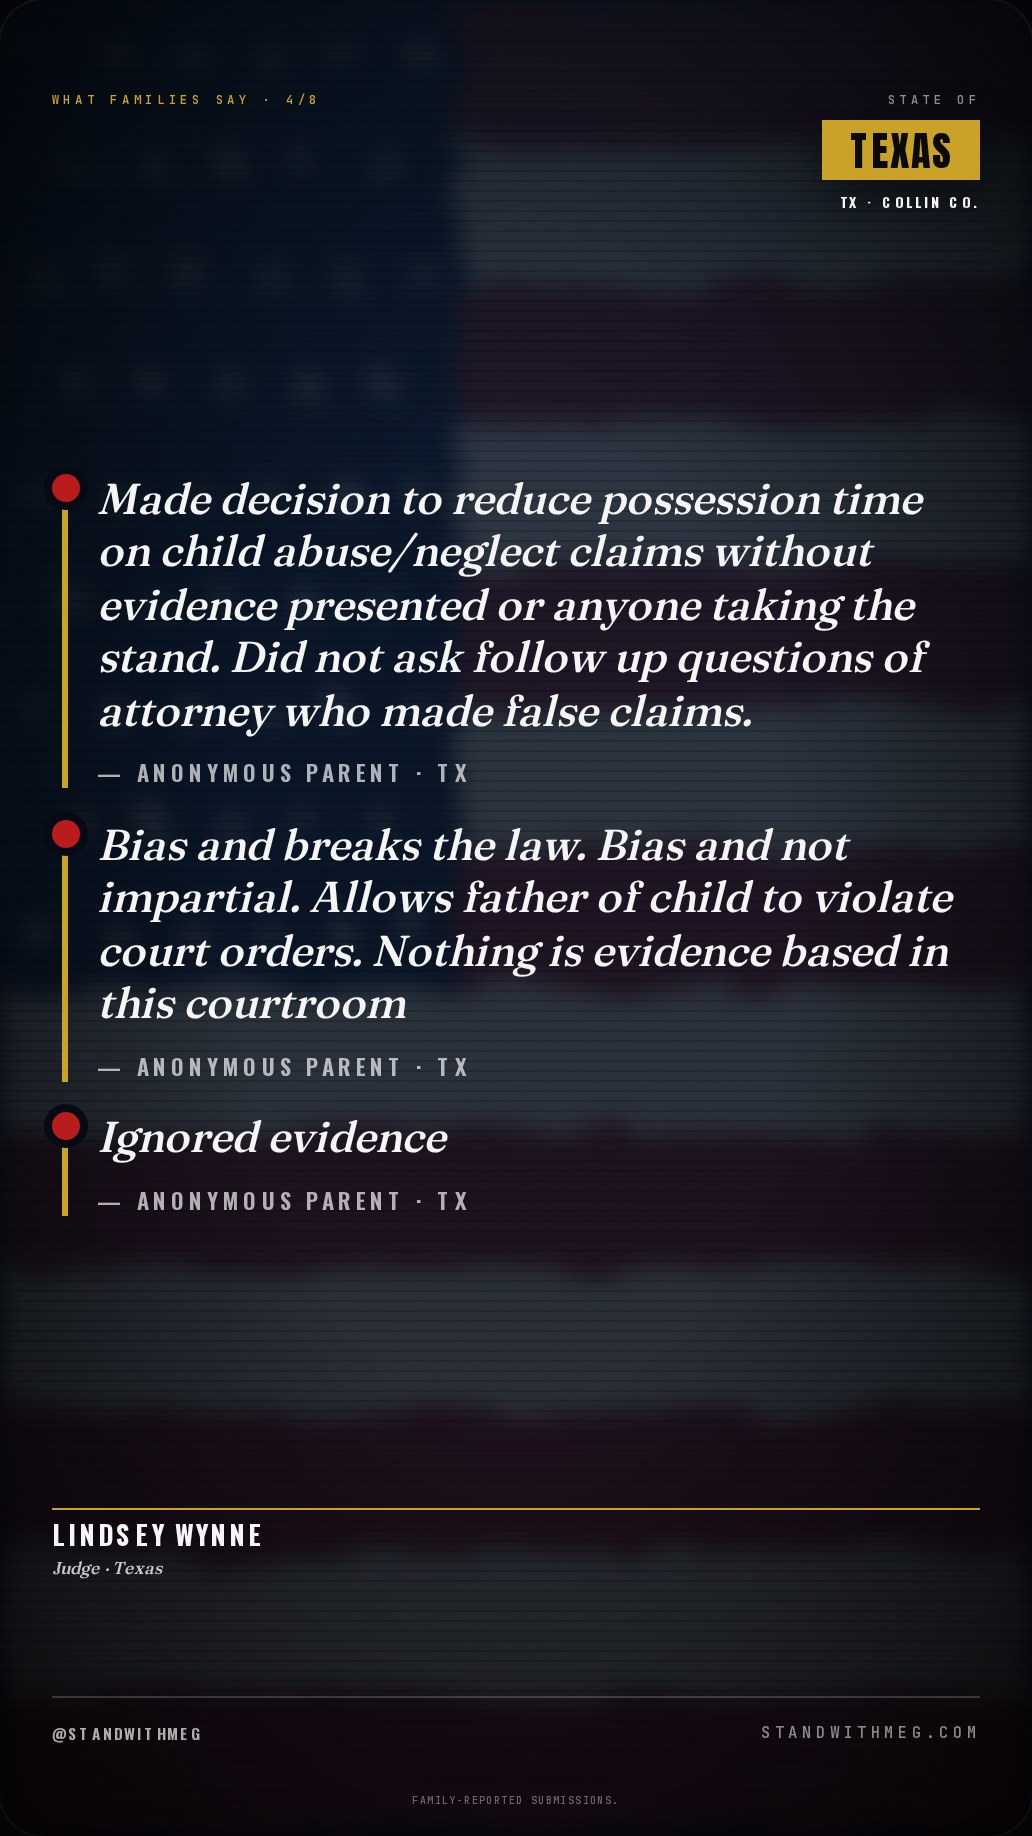 WHAT FAMILIES SAY · 4/8
STATE OF
TEXAS
TX · COLLIN CO.
Made decision to reduce possession time
on child abuse/neglect claims without
evidence presented or anyone taking the
stand. Did not ask follow up questions of
attorney who made false claims.
— ANONYMOUS PARENT · TX
Bias and breaks the law. Bias and not
impartial. Allows father of child to violate
court orders. Nothing is evidence based in
this courtroom
— ANONYMOUS PARENT · TX
Ignored evidence
— ANONYMOUS PARENT · TX
LINDSEY WYNNE
Judge · Texas
@STANDWITHMEG
STANDWITHMEG.COM
FAMILY-REPORTED SUBMISSIONS.